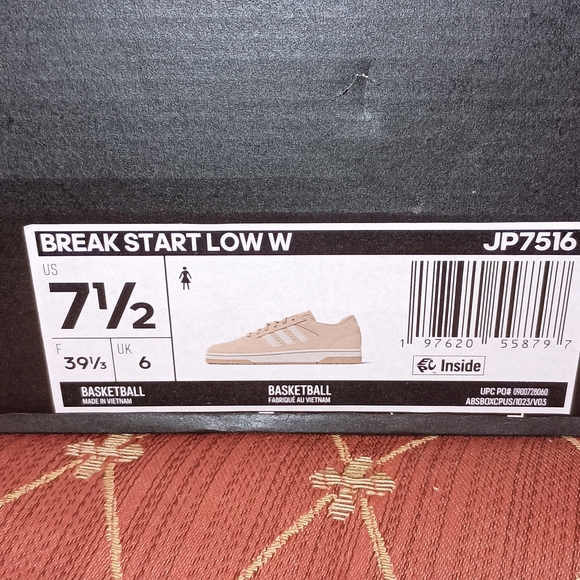 BREAK START LOW W JP7516
US
7½
F UK
39⅓ 6
1 97620 55879 7
Inside
BASKETBALL BASKETBALL UPC PO# 0900728060
MADE IN VIETNAM FABRIQUÉ AU VIETNAM ABSBOXCPUS/1023/V03